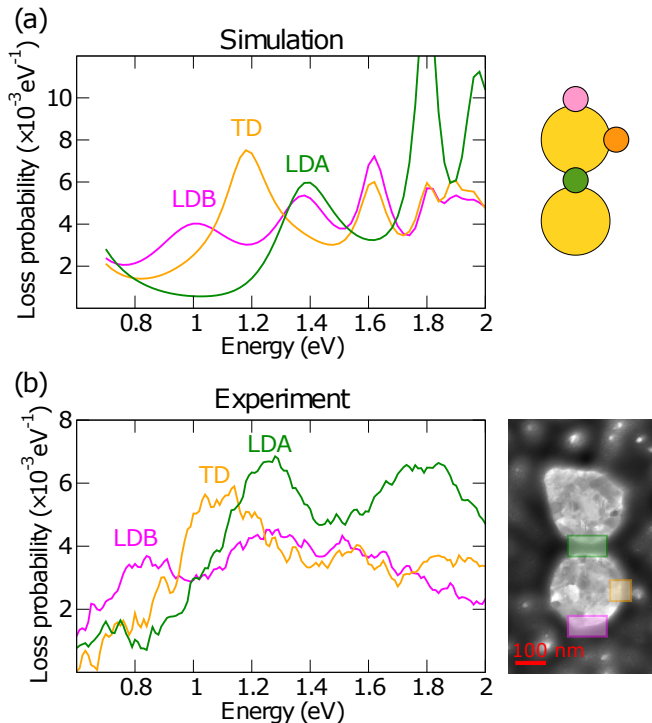 (a)
Simulation
Loss probability (×10⁻³eV⁻¹)
10
8
6
4
2
LDB
TD
LDA
0.8 1 1.2 1.4 1.6 1.8 2
Energy (eV)
(b)
Experiment
Loss probability (×10⁻³eV⁻¹)
8
6
4
2
LDB
TD
LDA
0.8 1 1.2 1.4 1.6 1.8 2
Energy (eV)
100 nm